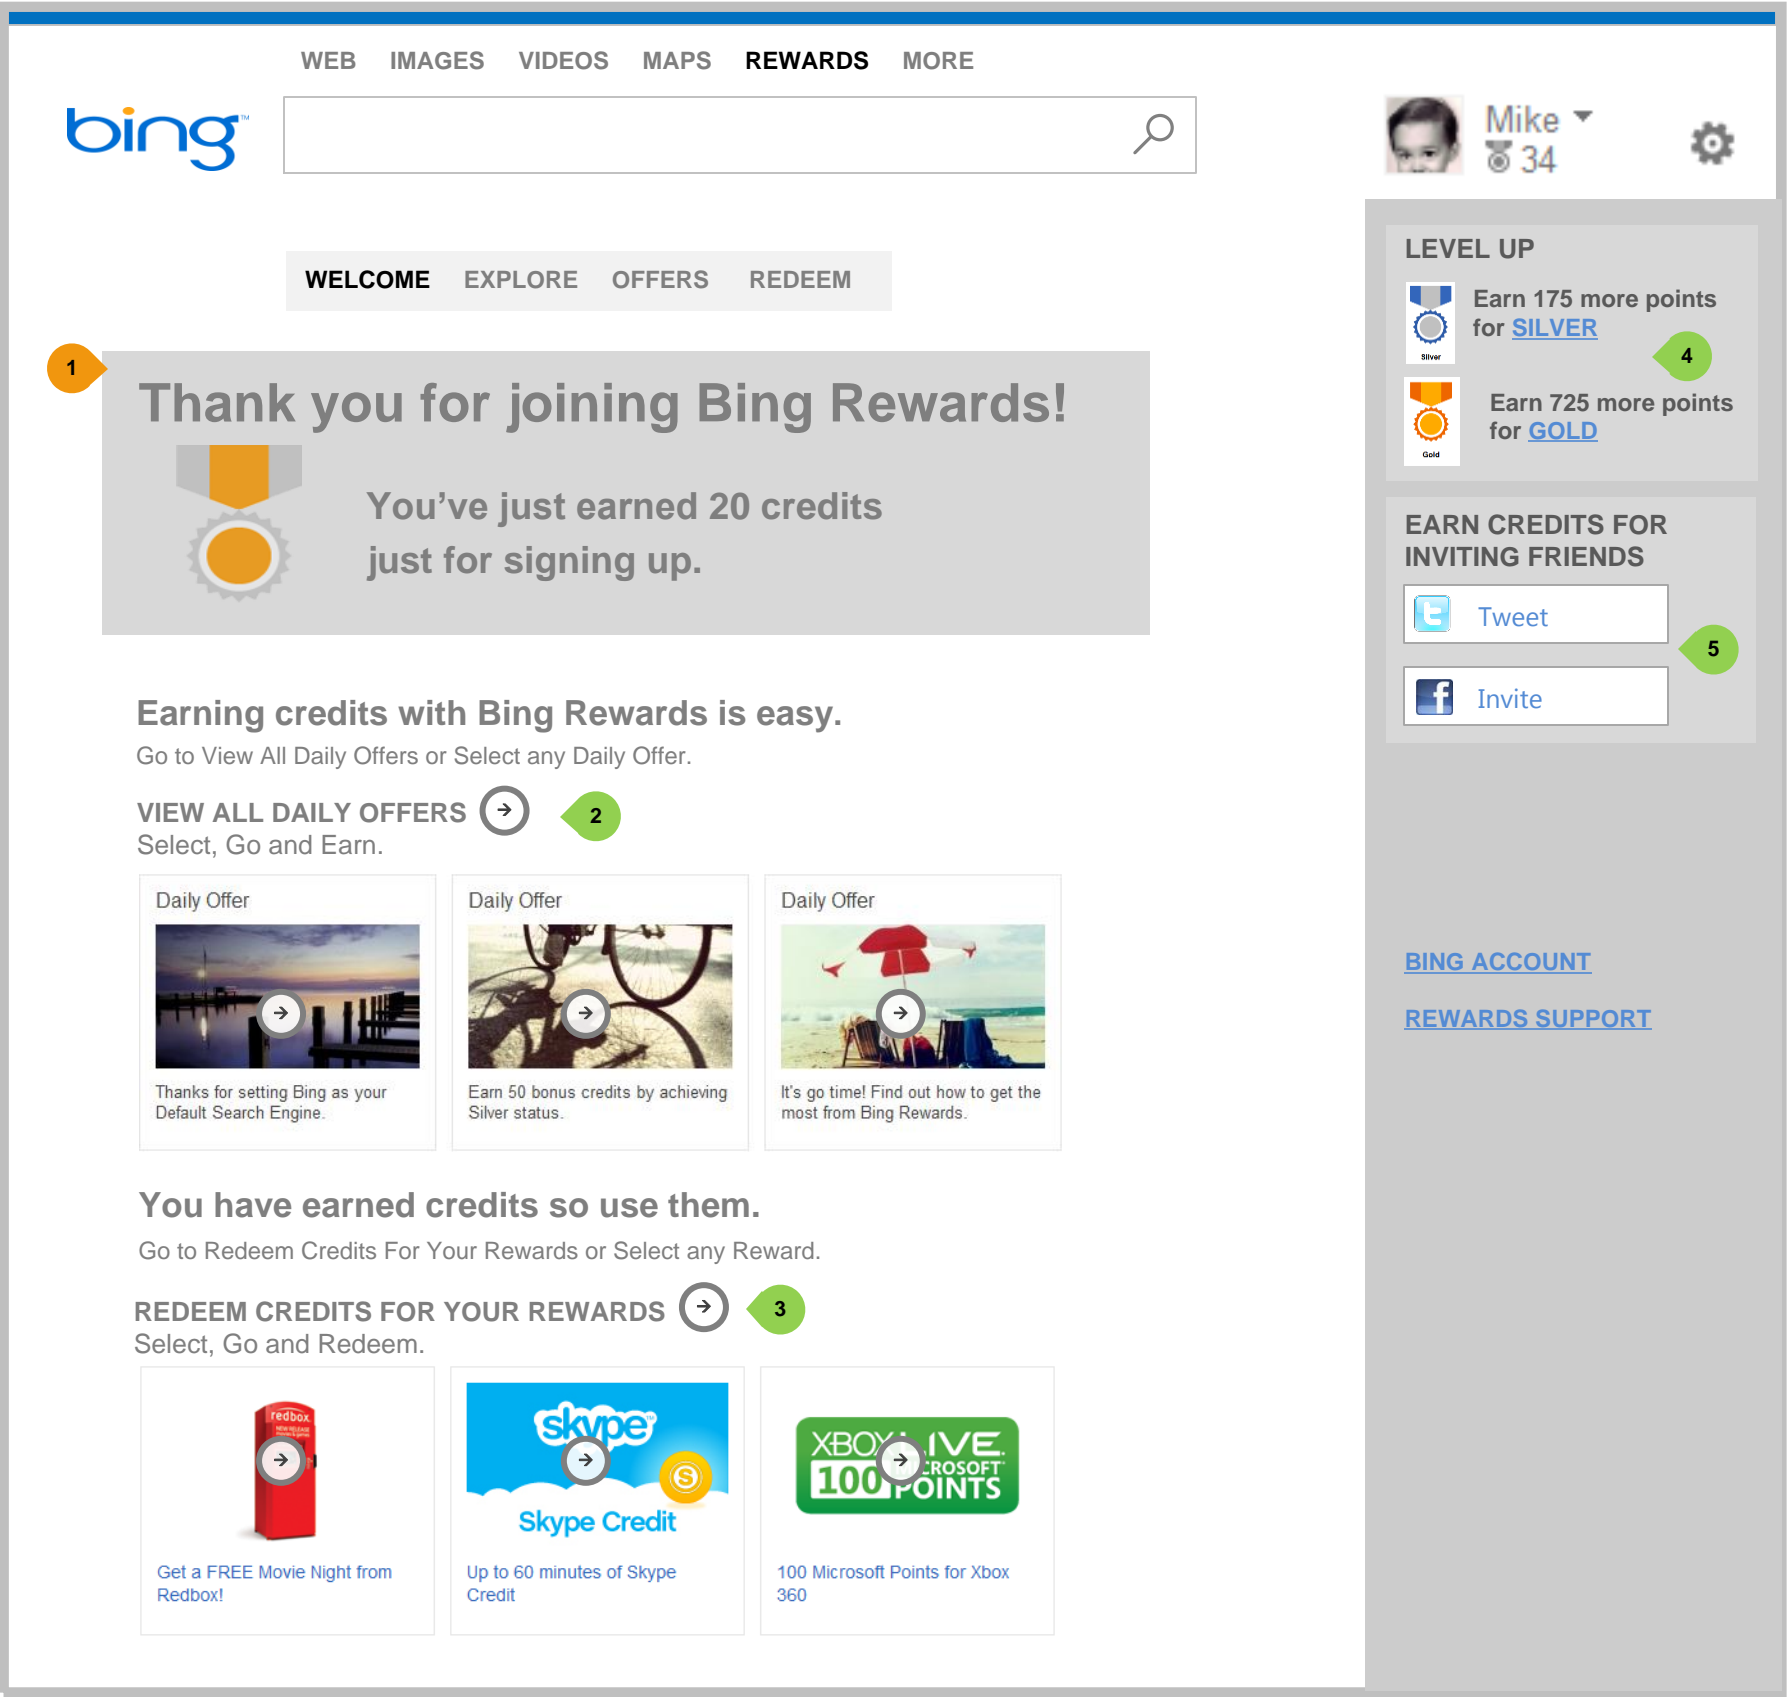 WEB IMAGES VIDEOS MAPS REWARDS MORE
bing™
Mike
34
WELCOME EXPLORE OFFERS REDEEM
1
Thank you for joining Bing Rewards!
You've just earned 20 credits
just for signing up.
LEVEL UP
Silver
Earn 175 more points
for SILVER
4
Gold
Earn 725 more points
for GOLD
EARN CREDITS FOR
INVITING FRIENDS
Tweet
5
Invite
Earning credits with Bing Rewards is easy.
Go to View All Daily Offers or Select any Daily Offer.
VIEW ALL DAILY OFFERS
2
Select, Go and Earn.
Daily Offer
Thanks for setting Bing as your
Default Search Engine.
Daily Offer
Earn 50 bonus credits by achieving
Silver status.
Daily Offer
It's go time! Find out how to get the
most from Bing Rewards.
BING ACCOUNT
REWARDS SUPPORT
You have earned credits so use them.
Go to Redeem Credits For Your Rewards or Select any Reward.
REDEEM CREDITS FOR YOUR REWARDS
3
Select, Go and Redeem.
redbox.
Get a FREE Movie Night from
Redbox!
skype™
S
Skype Credit
Up to 60 minutes of Skype
Credit
XBOX LIVE
100 POINTS
100 Microsoft Points for Xbox
360